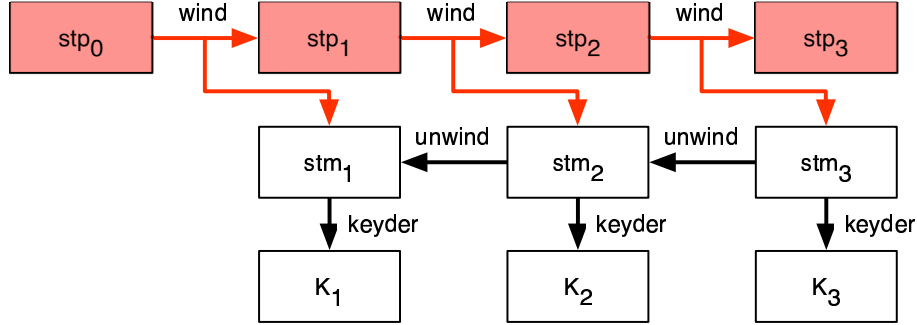 wind wind wind
stp0 stp1 stp2 stp3
unwind unwind
stm1 stm2 stm3
keyder keyder keyder
K1 K2 K3